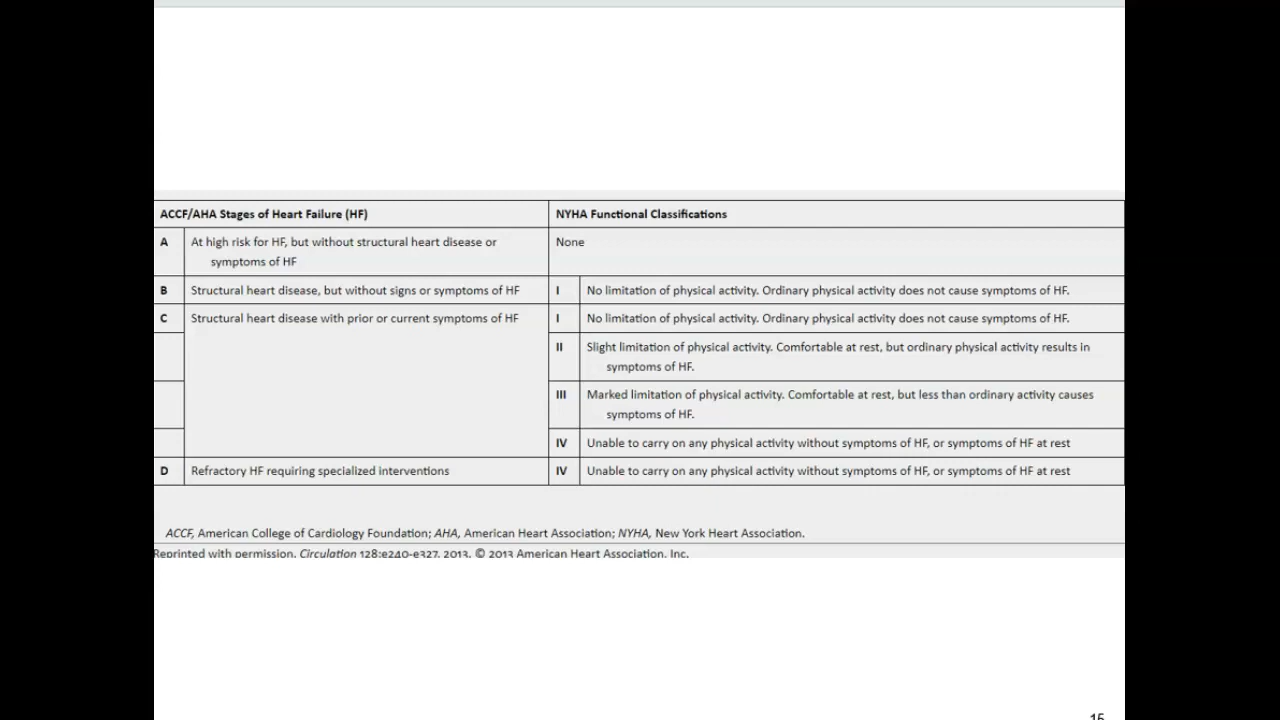 ACCF/AHA Stages of Heart Failure (HF) NYHA Functional Classifications
A At high risk for HF, but without structural heart disease or symptoms of HF None
B Structural heart disease, but without signs or symptoms of HF I No limitation of physical activity. Ordinary physical activity does not cause symptoms of HF.
C Structural heart disease with prior or current symptoms of HF I No limitation of physical activity. Ordinary physical activity does not cause symptoms of HF.
II Slight limitation of physical activity. Comfortable at rest, but ordinary physical activity results in
symptoms of HF.
III Marked limitation of physical activity. Comfortable at rest, but less than ordinary activity causes
symptoms of HF.
IV Unable to carry on any physical activity without symptoms of HF, or symptoms of HF at rest
D Refractory HF requiring specialized interventions IV Unable to carry on any physical activity without symptoms of HF, or symptoms of HF at rest
ACCF, American College of Cardiology Foundation; AHA, American Heart Association; NYHA, New York Heart Association.
Reprinted with permission. Circulation 128:e240-e327, 2013. © 2013 American Heart Association, Inc.
15